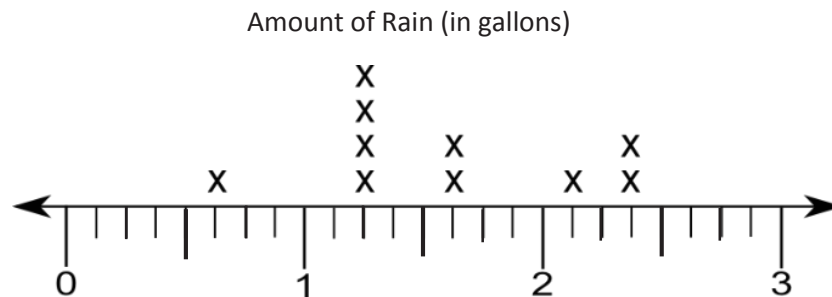 Amount of Rain (in gallons)
X
X
X X X
X X X X X
0 1 2 3